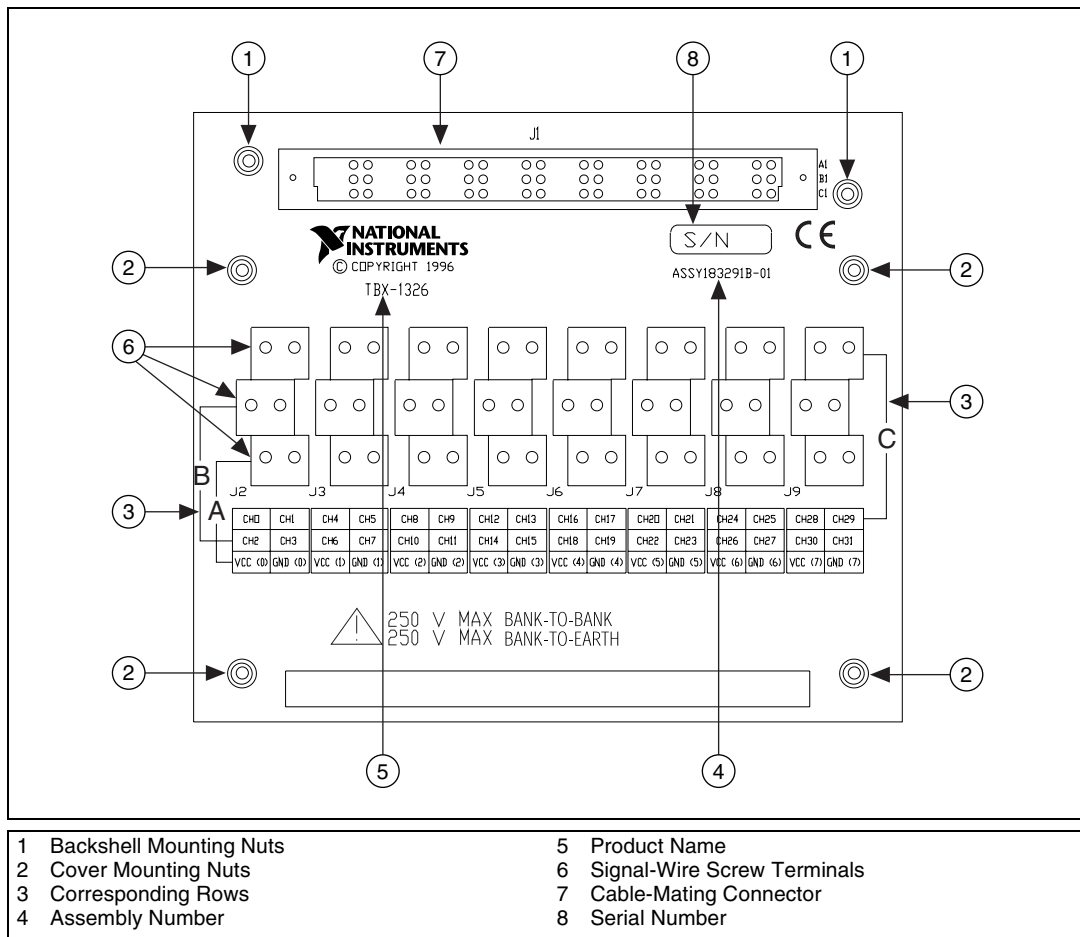 1 7 8 1
J1
A1
B1
C1
NATIONAL
INSTRUMENTS
© COPYRIGHT 1996
TBX-1326
S/N
CE
ASSY183291B-01
2 2
6
3
B
A
C
3
J2 J3 J4 J5 J6 J7 J8 J9
CH0 CH1 CH4 CH5 CH8 CH9 CH12 CH13 CH16 CH17 CH20 CH21 CH24 CH25 CH28 CH29
CH2 CH3 CH6 CH7 CH10 CH11 CH14 CH15 CH18 CH19 CH22 CH23 CH26 CH27 CH30 CH31
VCC (0) GND (0) VCC (1) GND (1) VCC (2) GND (2) VCC (3) GND (3) VCC (4) GND (4) VCC (5) GND (5) VCC (6) GND (6) VCC (7) GND (7)
! 250 V MAX BANK-TO-BANK
250 V MAX BANK-TO-EARTH
2 2
5 4
1 Backshell Mounting Nuts
2 Cover Mounting Nuts
3 Corresponding Rows
4 Assembly Number
5 Product Name
6 Signal-Wire Screw Terminals
7 Cable-Mating Connector
8 Serial Number